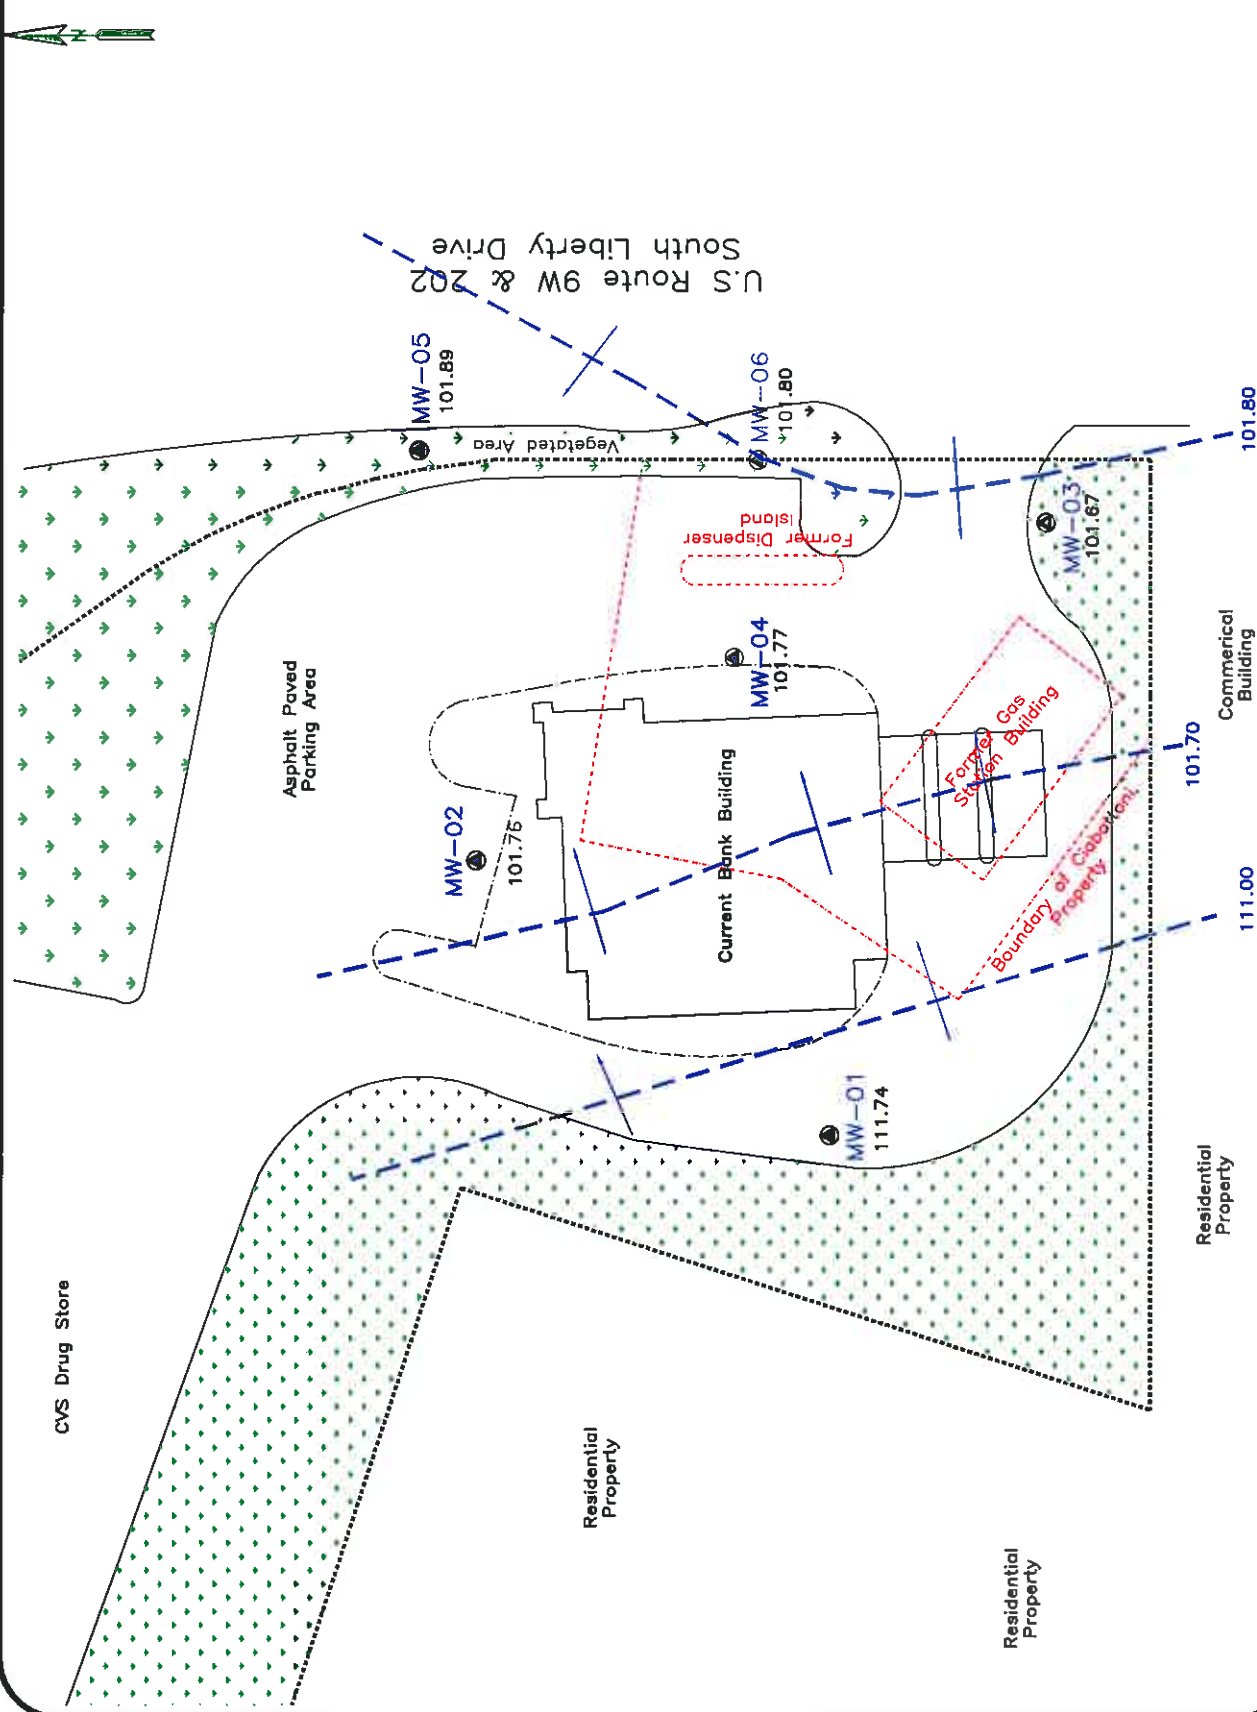 N
U.S Route 9W & 202
South Liberty Drive
MW-05
101.89
Vegetated Area
MW-06
101.80
101.80
MW-03
101.67
Former Dispenser
Island
MW-04
101.77
Asphalt Paved
Parking Area
MW-02
101.76
Current Bank Building
Former Gas
Station Building
Commerical
Building
101.70
Boundary of Ciabattoni
Property
111.00
MW-01
111.74
CVS Drug Store
Residential
Property
Residential
Property
Residential
Property